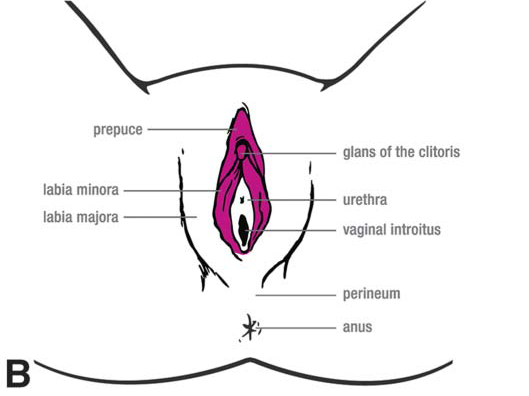 prepuce
glans of the clitoris
labia minora
urethra
labia majora
vaginal introitus
perineum
anus
B